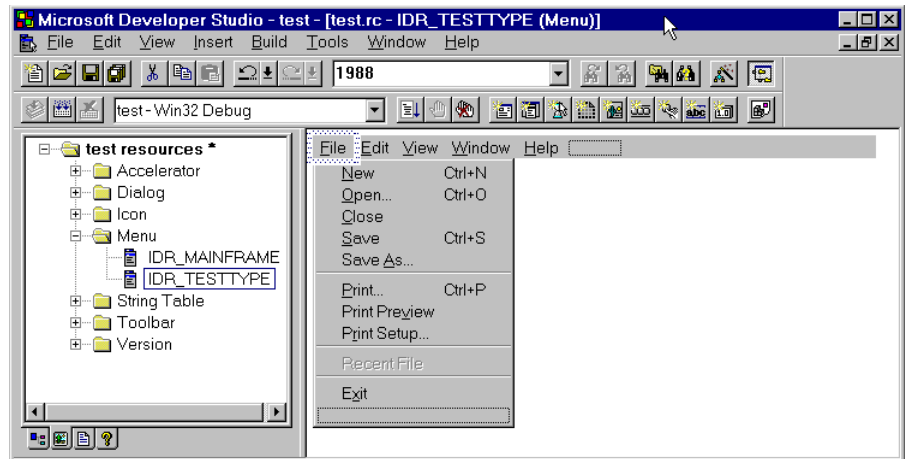 Microsoft Developer Studio - test - [test.rc - IDR_TESTTYPE (Menu)]
File Edit View Insert Build Tools Window Help
1988
test - Win32 Debug
abc
test resources *
Accelerator
Dialog
Icon
Menu
IDR_MAINFRAME
IDR_TESTTYPE
String Table
Toolbar
Version
File Edit View Window Help
New Ctrl+N
Open... Ctrl+O
Close
Save Ctrl+S
Save As...
Print... Ctrl+P
Print Preview
Print Setup...
Recent File
Exit